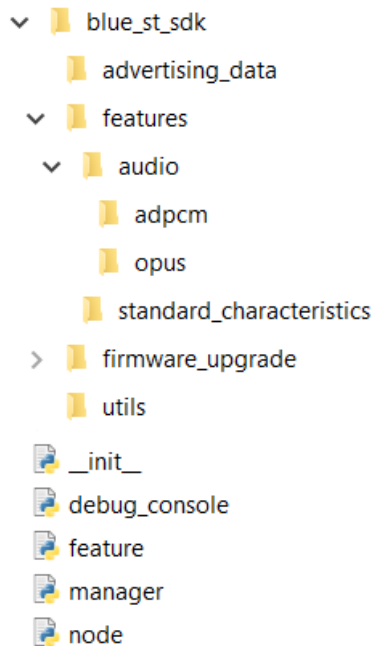 blue_st_sdk
advertising_data
features
audio
adpcm
opus
standard_characteristics
firmware_upgrade
utils
__init__
debug_console
feature
manager
node